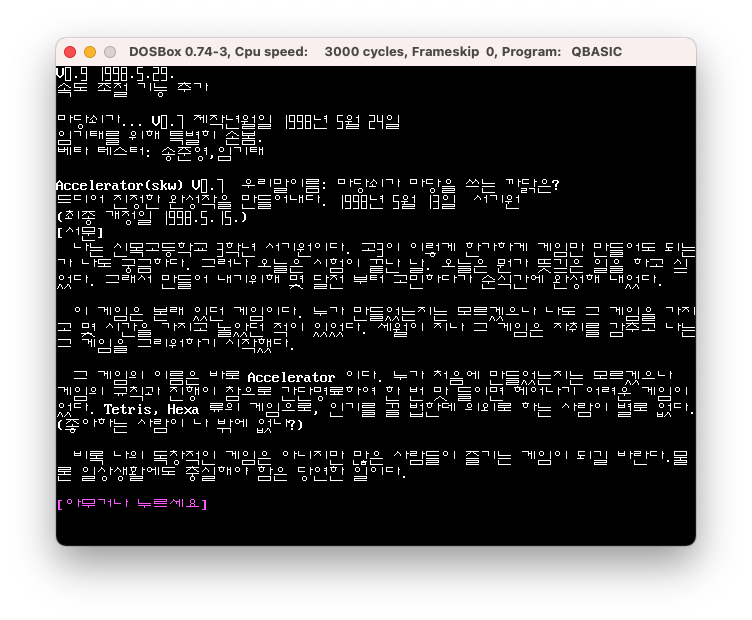 DOSBox 0.74-3, Cpu speed: 3000 cycles, Frameskip 0, Program: QBASIC
.9 1998.5.29.
속도 조절 기능 추가
마당쇠가... 제작년월일 1998년 5월 24일
임기태를 위해 특별히 손봄.
베타 테스터: 송준영,임기태
Accelerator(skw) 우리말이름: 마당쇠가 마당을 쓰는 까닭은?
드디어 진정한 완성작을 만들어내다. 1998년 5월 13일 서기원
(최종 개정일 1998.5.15.)
[서문]
나는 신목고등학교 3학년 서기원이다. 고3이 이렇게 한가하게 게임만 만들어도 되는
가 나도 궁금하다. 그러나 오늘은 시험이 끝난 날. 오늘은 뭔가 뜻깊은 일을 하고 싶
었다. 그래서 만들어 내기위해 몇 달전 부터 고민하다가 순식간에 완성해 내었다.
이 게임은 본래 있던 게임이다. 누가 만들었는지는 모르겠으나 나도 그 게임을 가지
고 몇 시간을 가지고 놀았던 적이 있었다. 세월이 지나 그 게임은 자취를 감추고 나는
그 게임을 그리워하기 시작했다.
그 게임의 이름은 바로 Accelerator 이다. 누가 처음에 만들었는지는 모르겠으나
게임의 규칙과 진행이 참으로 간단명료하여 한 번 맛 들이면 헤어나기 어려운 게임이
었다. Tetris, Hexa 류의 게임으로, 인기를 끌 법한데 의외로 하는 사람이 별로 없다.
(좋아하는 사람이 나 밖에 없나?)
비록 나의 독창적이 게임은 아니지만 많은 사람들이 즐기는 게임이 되길 바란다.물
론 일상생활에도 충실해야 함은 당연한 일이다.
[아무거나 누르세요]